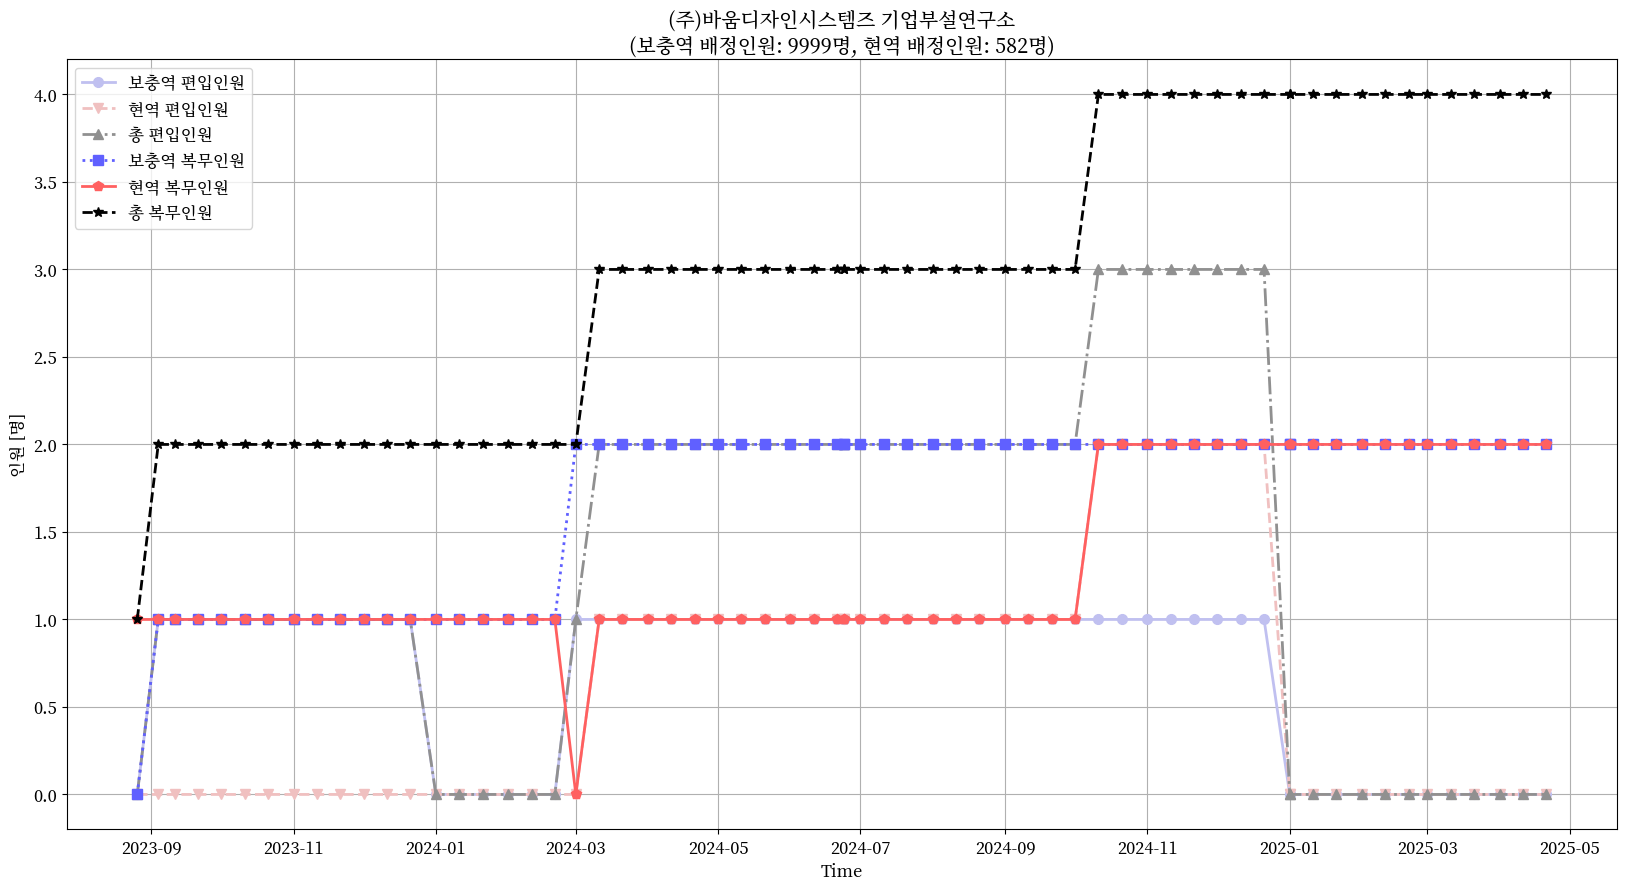 (주)바움디자인시스템즈 기업부설연구소
(보충역 배정인원: 9999명, 현역 배정인원: 582명)
보충역 편입인원
현역 편입인원
총 편입인원
보충역 복무인원
현역 복무인원
총 복무인원
인원 [명]
4.0
3.5
3.0
2.5
2.0
1.5
1.0
0.5
0.0
2023-09
2023-11
2024-01
2024-03
2024-05
2024-07
2024-09
2024-11
2025-01
2025-03
2025-05
Time